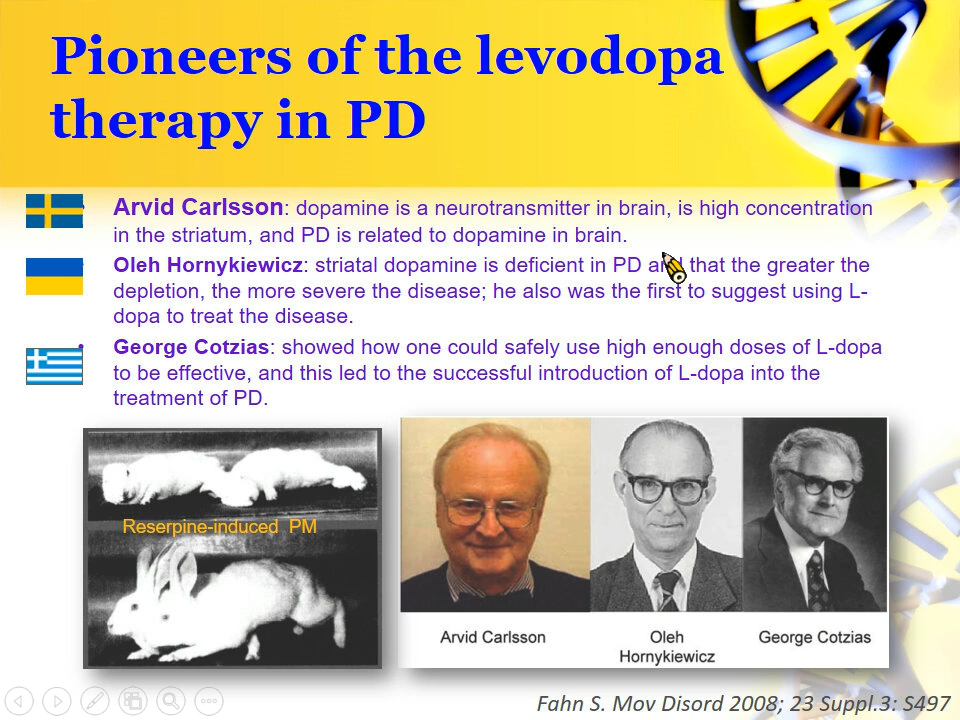 Pioneers of the levodopa
therapy in PD
Arvid Carlsson: dopamine is a neurotransmitter in brain, is high concentration
in the striatum, and PD is related to dopamine in brain.
Oleh Hornykiewicz: striatal dopamine is deficient in PD and that the greater the
depletion, the more severe the disease; he also was the first to suggest using L-
dopa to treat the disease.
George Cotzias: showed how one could safely use high enough doses of L-dopa
to be effective, and this led to the successful introduction of L-dopa into the
treatment of PD.
Reserpine-induced PM
Arvid Carlsson
Oleh
Hornykiewicz
George Cotzias
Fahn S. Mov Disord 2008; 23 Suppl.3: S497